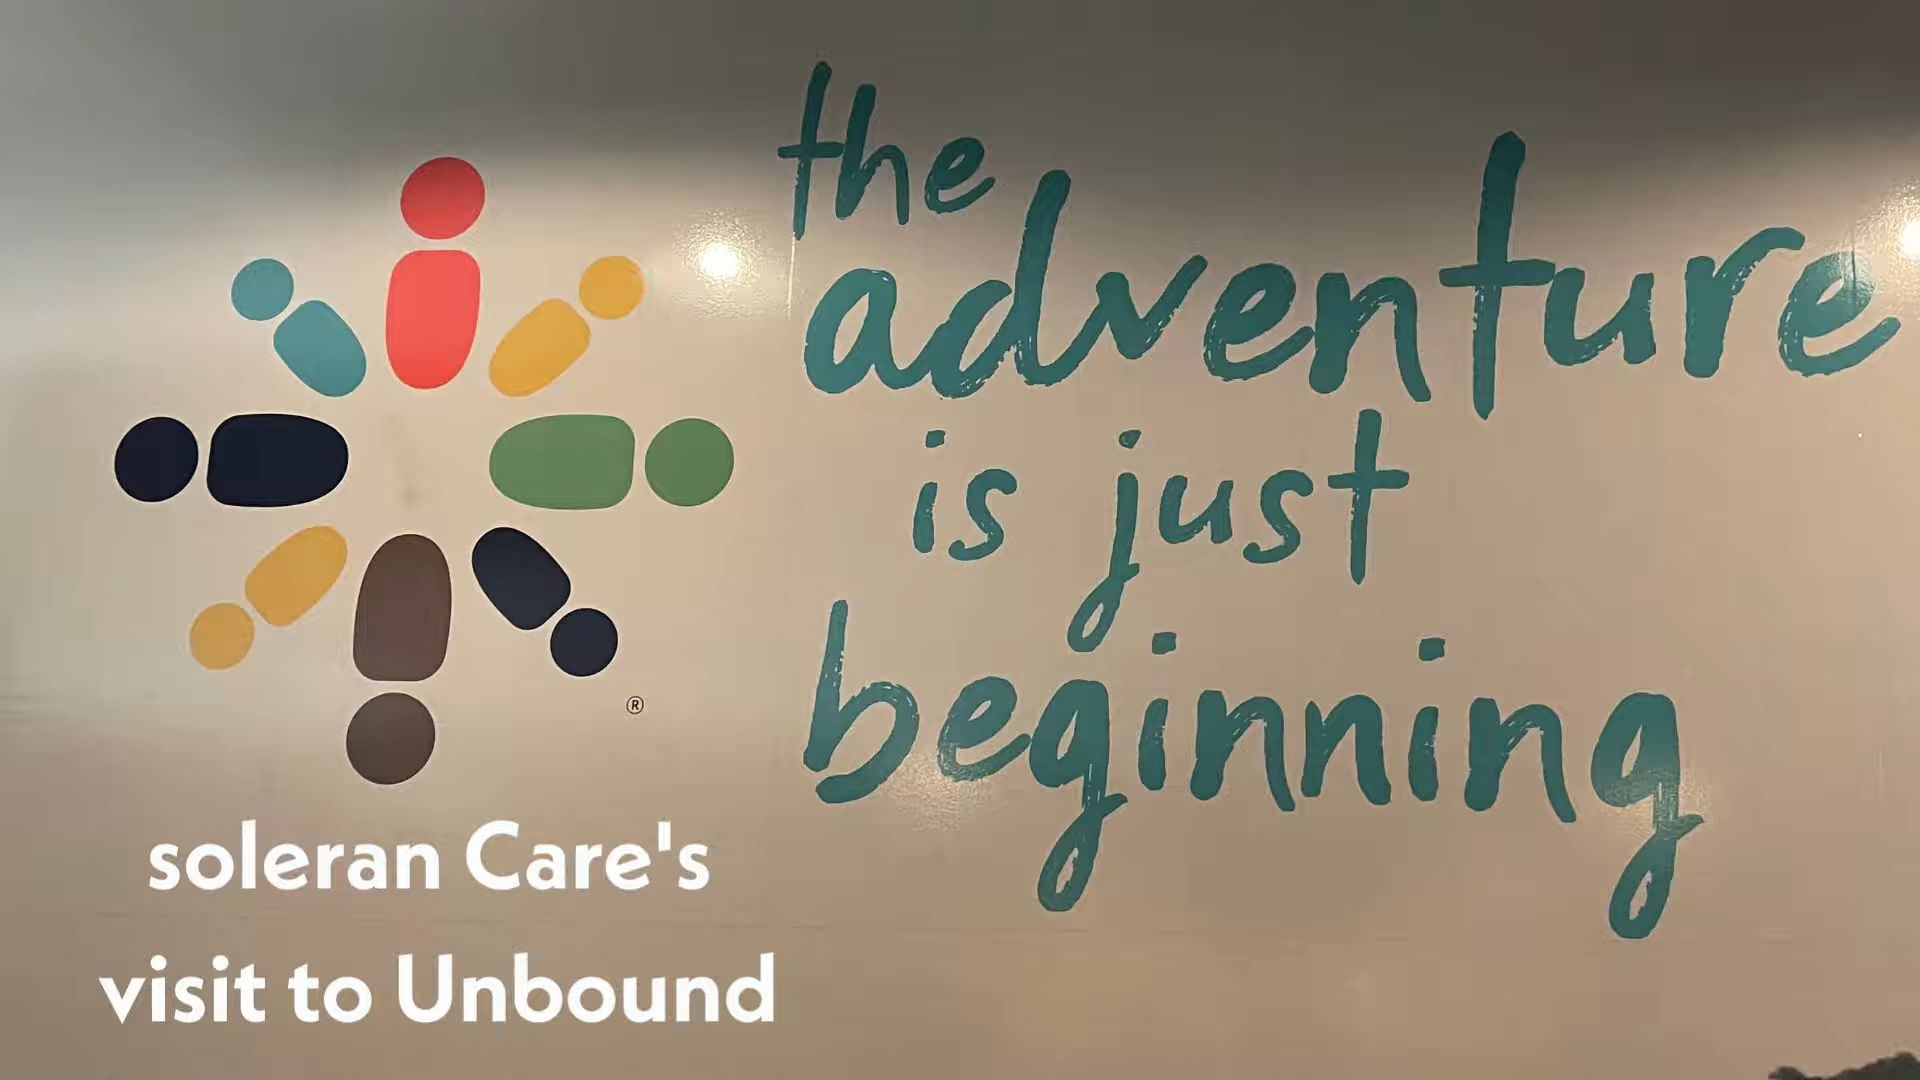 the
adventure
is just
beginning
®
soleran Care's
visit to Unbound